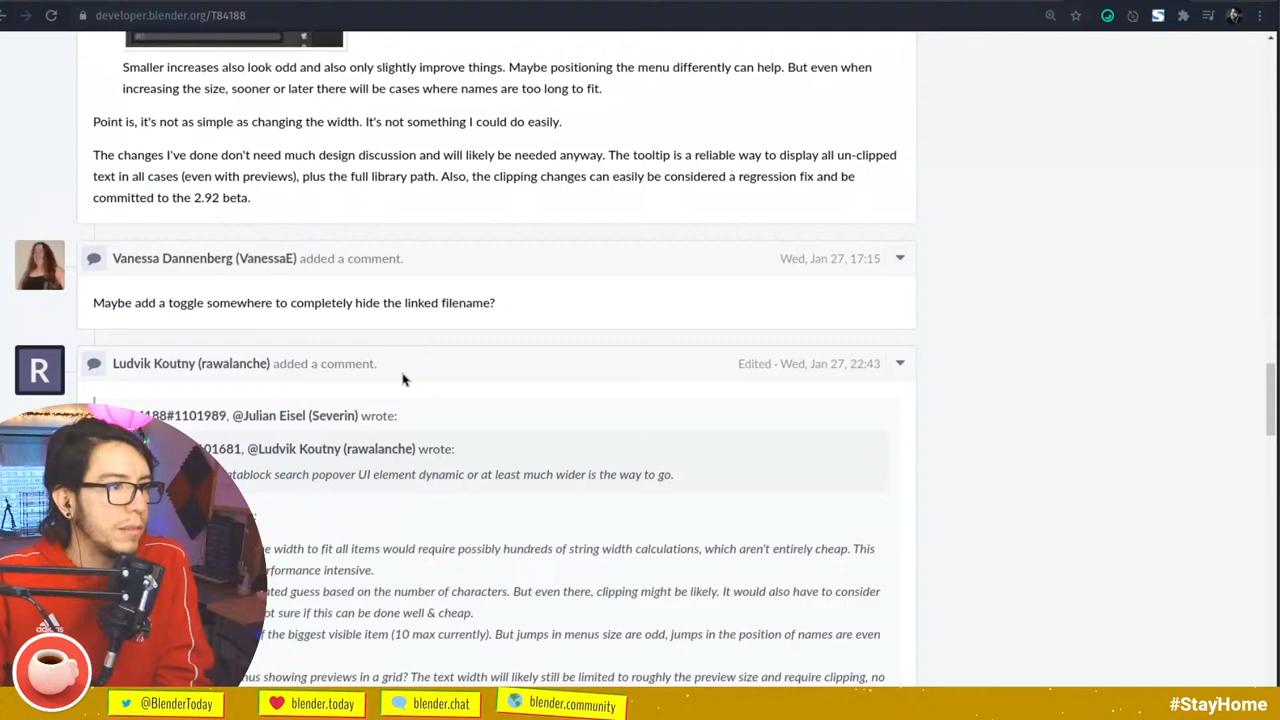 developer.blender.org/T84188
Smaller increases also look odd and also only slightly improve things. Maybe positioning the menu differently can help. But even when
increasing the size, sooner or later there will be cases where names are too long to fit.
Point is, it's not as simple as changing the width. It's not something I could do easily.
The changes I've done don't need much design discussion and will likely be needed anyway. The tooltip is a reliable way to display all un-clipped
text in all cases (even with previews), plus the full library path. Also, the clipping changes can easily be considered a regression fix and be
committed to the 2.92 beta.
Vanessa Dannenberg (VanessaE) added a comment. Wed, Jan 27, 17:15
Maybe add a toggle somewhere to completely hide the linked filename?
R
Ludvik Koutny (rawalanche) added a comment. Edited · Wed, Jan 27, 22:43
188#1101989, @Julian Eisel (Severin) wrote:
01681, @Ludvik Koutny (rawalanche) wrote:
atablock search popover UI element dynamic or at least much wider is the way to go.
e width to fit all items would require possibly hundreds of string width calculations, which aren't entirely cheap. This
rformance intensive.
ated guess based on the number of characters. But even there, clipping might be likely. It would also have to consider
ot sure if this can be done well & cheap.
f the biggest visible item (10 max currently). But jumps in menus size are odd, jumps in the position of names are even
nus showing previews in a grid? The text width will likely still be limited to roughly the preview size and require clipping, no
adidas
@BlenderToday
blender.today
blender.chat
blender.community
#StayHome